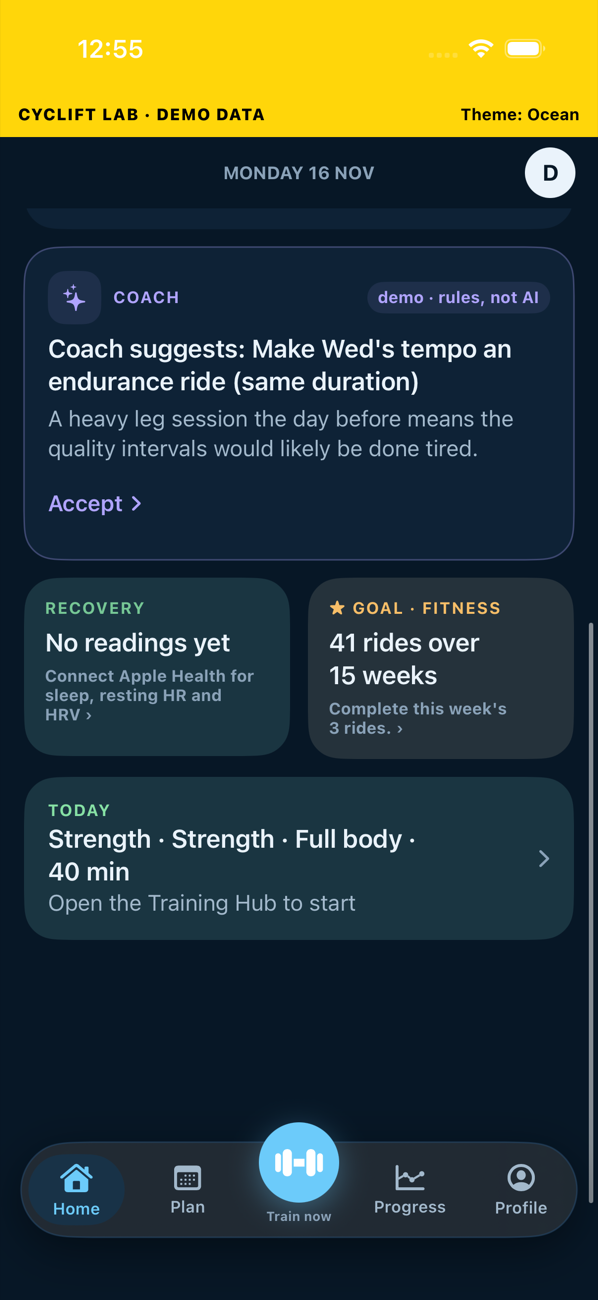 12:55
CYCLIFT LAB · DEMO DATA
Theme: Ocean
MONDAY 16 NOV
D
COACH
demo · rules, not AI
Coach suggests: Make Wed's tempo an
endurance ride (same duration)
A heavy leg session the day before means the
quality intervals would likely be done tired.
Accept ›
RECOVERY
No readings yet
Connect Apple Health for
sleep, resting HR and
HRV ›
★ GOAL · FITNESS
41 rides over
15 weeks
Complete this week's
3 rides. ›
TODAY
Strength · Strength · Full body ·
40 min
Open the Training Hub to start
Home
Plan
Train now
Progress
Profile